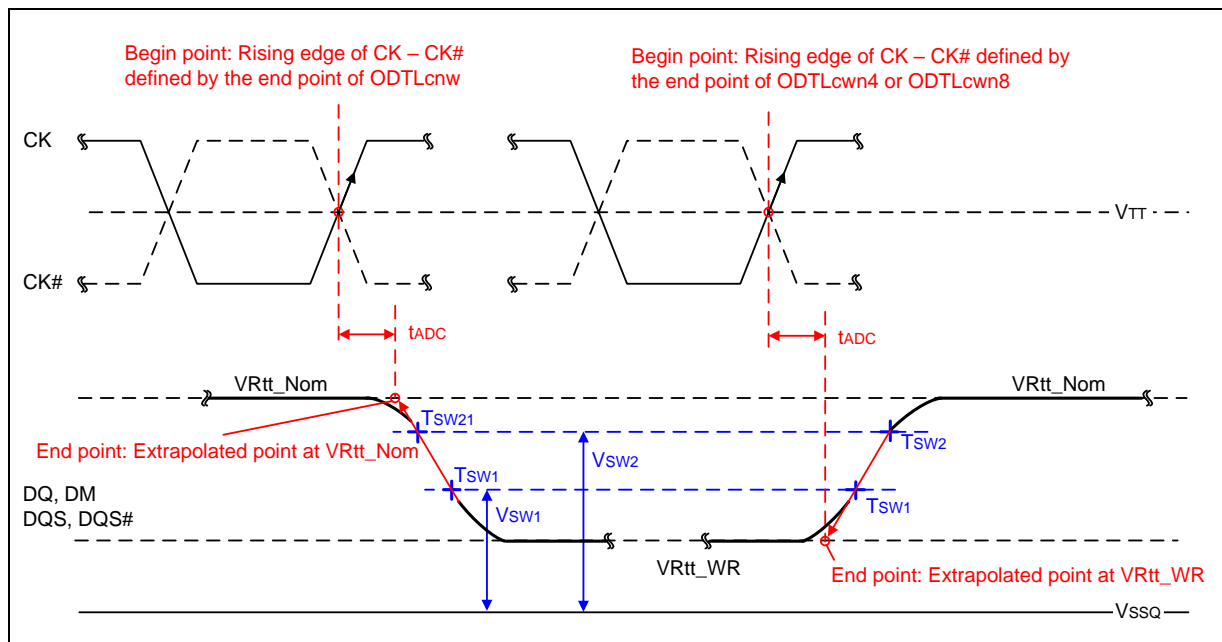 Begin point: Rising edge of CK – CK#
defined by the end point of ODTLcnw
Begin point: Rising edge of CK – CK# defined by
the end point of ODTLcwn4 or ODTLcwn8
CK
VTT
CK#
tADC
tADC
VRtt_Nom
VRtt_Nom
TSW21
TSW2
End point: Extrapolated point at VRtt_Nom
VSW2
TSW1
TSW1
VSW1
DQ, DM
DQS, DQS#
VRtt_WR
End point: Extrapolated point at VRtt_WR
VSSQ